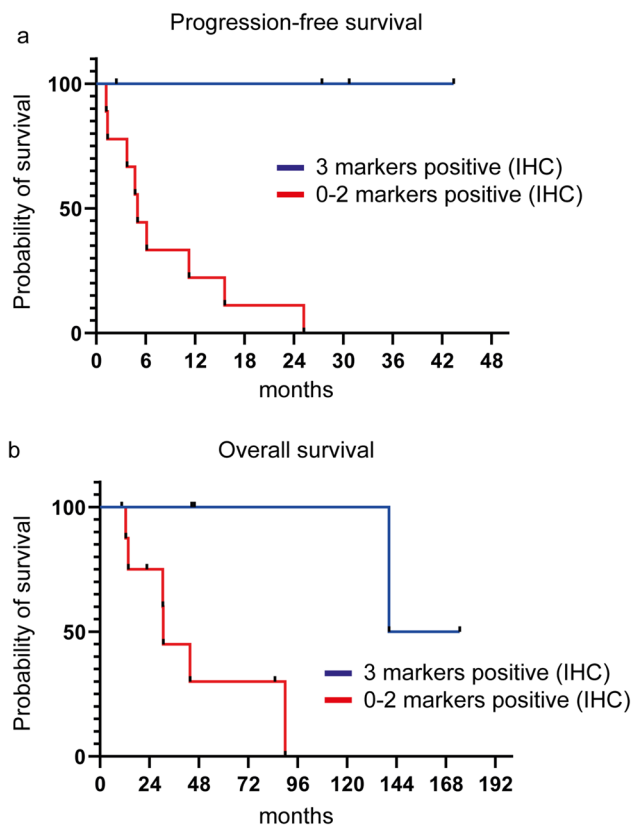 a
Progression-free survival
Probability of survival
100
50
0
3 markers positive (IHC)
0-2 markers positive (IHC)
0 6 12 18 24 30 36 42 48
months
b
Overall survival
Probability of survival
100
50
0
3 markers positive (IHC)
0-2 markers positive (IHC)
0 24 48 72 96 120 144 168 192
months